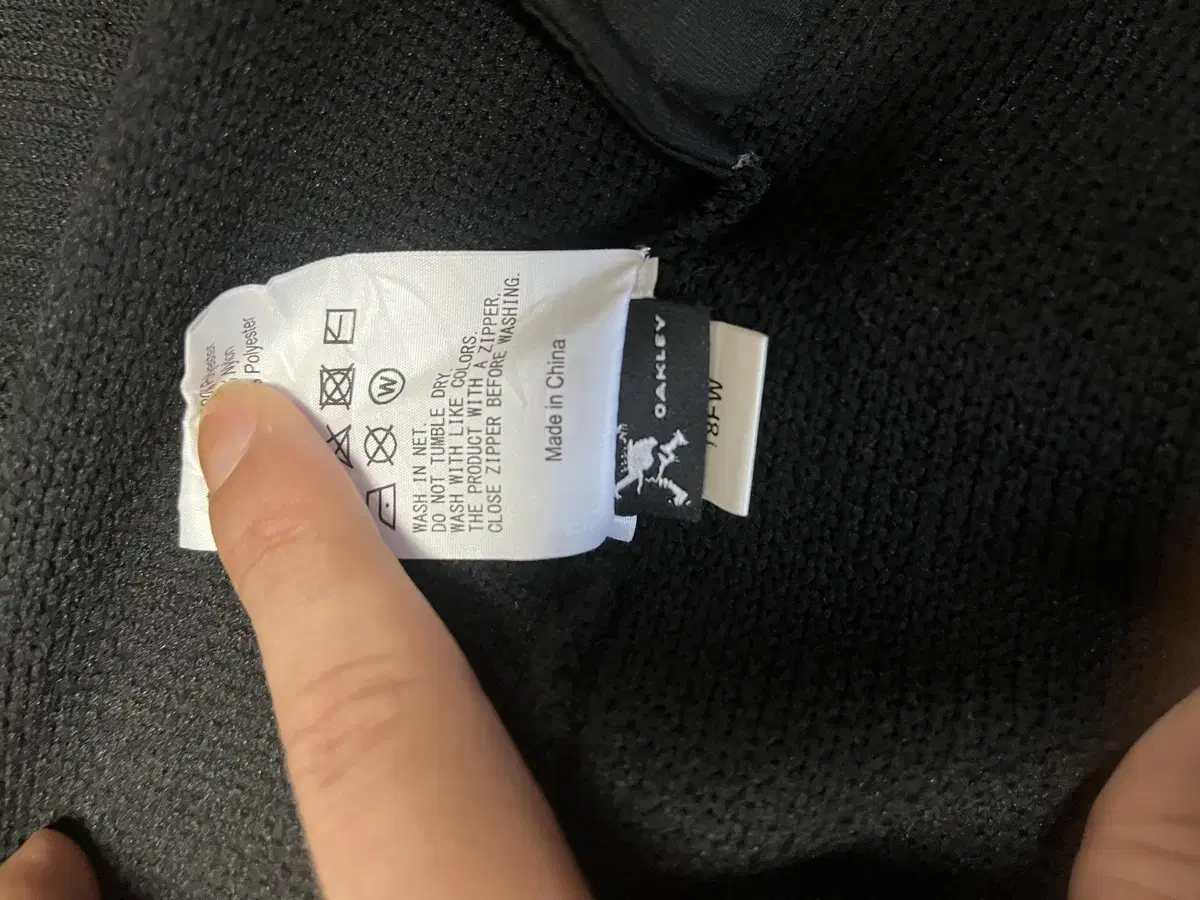 Polyester
Nylon
Polyester
W
WASH IN NET.
DO NOT TUMBLE DRY.
WASH WITH LIKE COLORS.
THE PRODUCT WITH A ZIPPER,
CLOSE ZIPPER BEFORE WASHING.
Made in China
OAKLEY
18FW